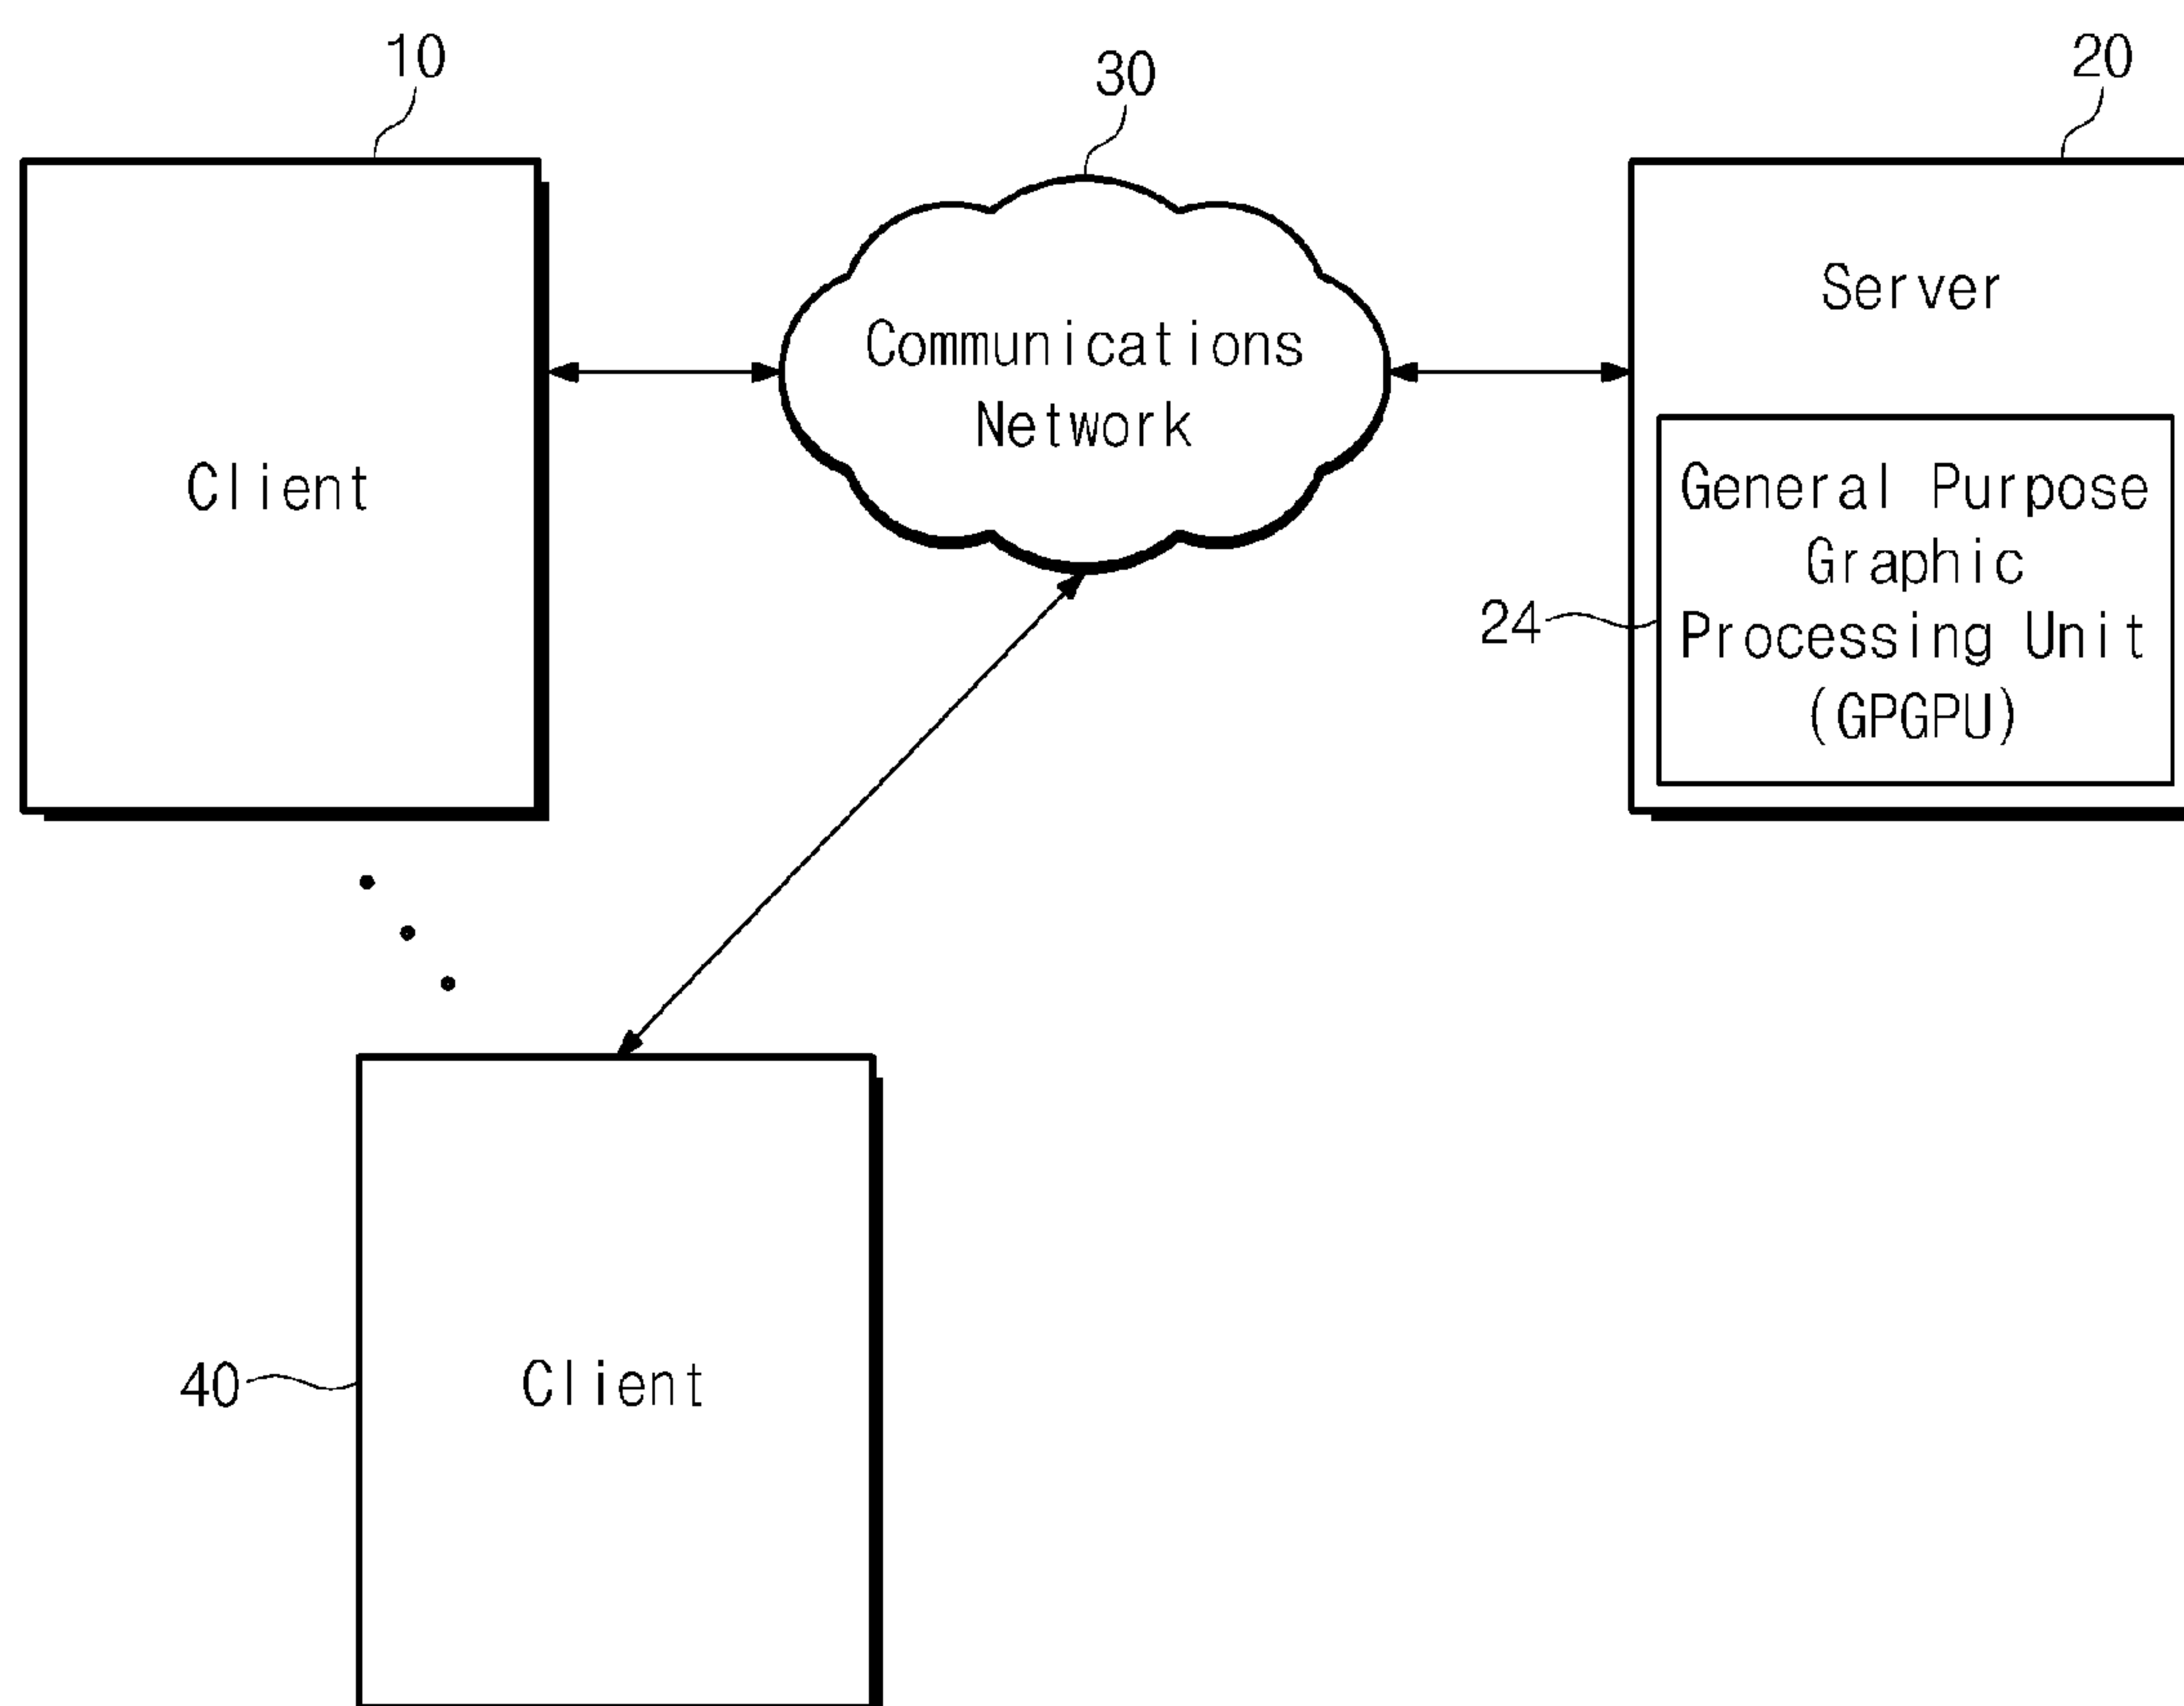 10
30
20
Client
Communications
Network
Server
General Purpose
Graphic
Processing Unit
(GPGPU)
24
40
Client